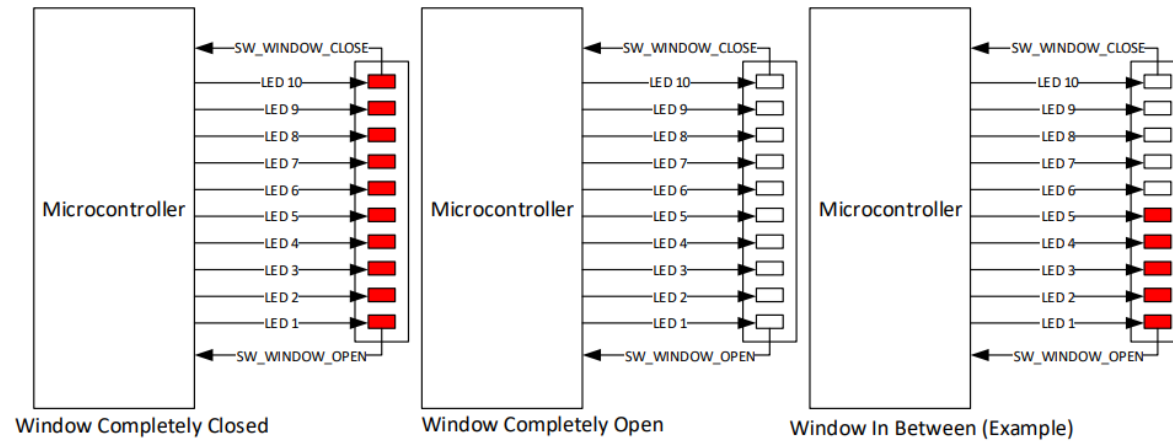 SW_WINDOW_CLOSE
LED 10
LED 9
LED 8
LED 7
LED 6
Microcontroller
LED 5
LED 4
LED 3
LED 2
LED 1
SW_WINDOW_OPEN
Window Completely Closed
SW_WINDOW_CLOSE
LED 10
LED 9
LED 8
LED 7
LED 6
Microcontroller
LED 5
LED 4
LED 3
LED 2
LED 1
SW_WINDOW_OPEN
Window Completely Open
SW_WINDOW_CLOSE
LED 10
LED 9
LED 8
LED 7
LED 6
Microcontroller
LED 5
LED 4
LED 3
LED 2
LED 1
SW_WINDOW_OPEN
Window In Between (Example)